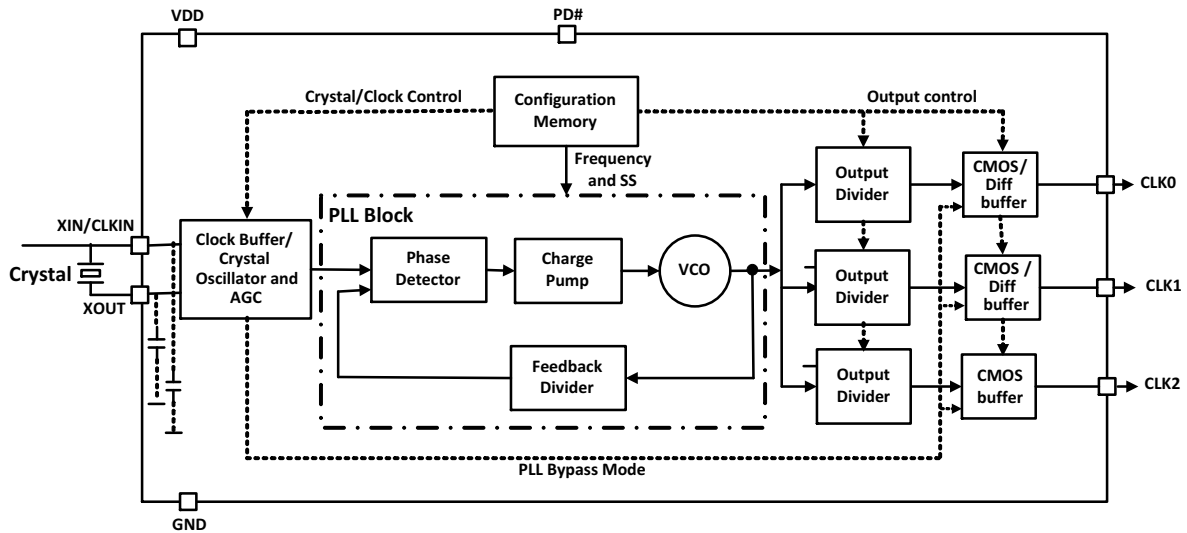 VDD
PD#
Crystal/Clock Control
Configuration
Memory
Output control
Frequency
and SS
Output
Divider
CMOS/
Diff
buffer
CLK0
PLL Block
XIN/CLKIN
Crystal
XOUT
Clock Buffer/
Crystal
Oscillator and
AGC
Phase
Detector
Charge
Pump
VCO
Output
Divider
CMOS /
Diff
buffer
CLK1
Feedback
Divider
Output
Divider
CMOS
buffer
CLK2
PLL Bypass Mode
GND